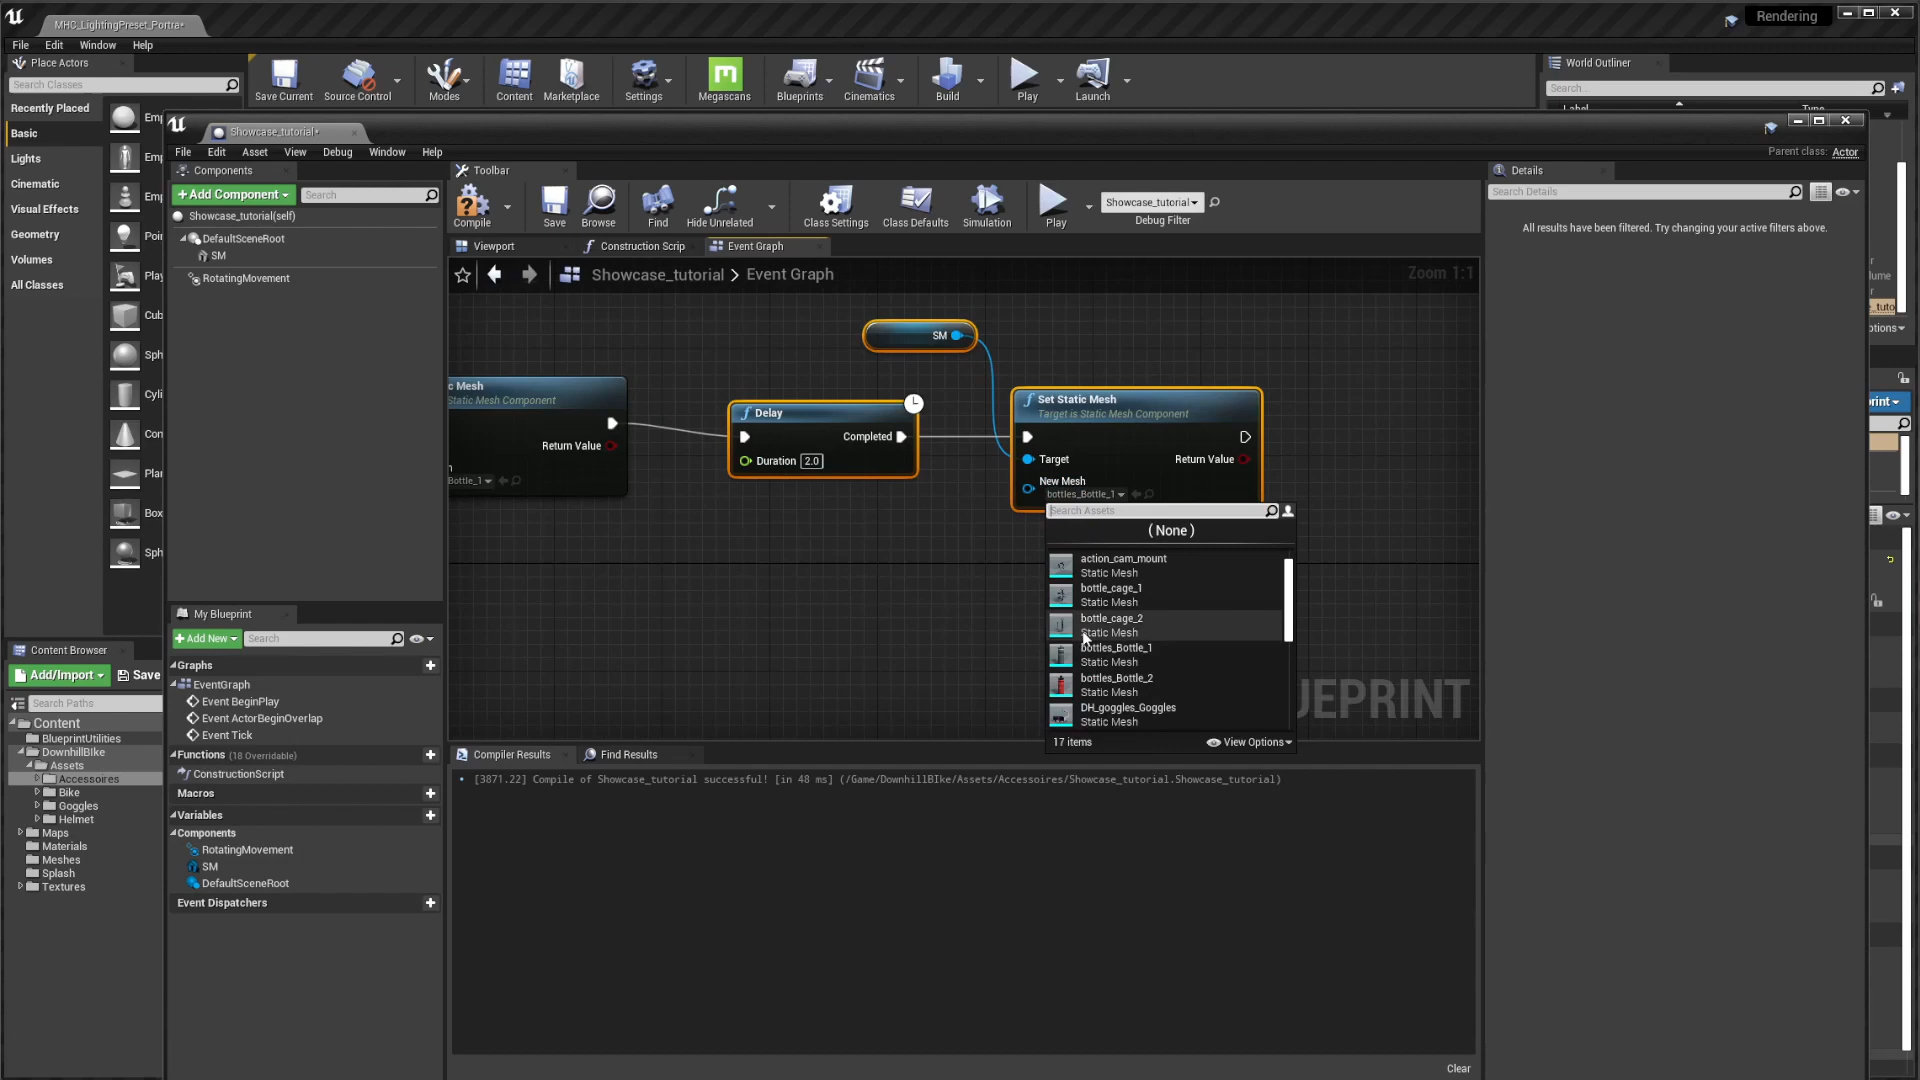 MHC_LightingPreset_Portra*
Rendering
File Edit Window Help
Place Actors
Search Classes
Recently Placed
Basic
Lights
Cinematic
Visual Effects
Geometry
Volumes
All Classes
Save Current
Source Control
Modes
Content
Marketplace
Settings
Megascans
Blueprints
Cinematics
Build
Play
Launch
World Outliner
Search...
Label
Type
Showcase_tutorial*
File Edit Asset View Debug Window Help
Parent class: Actor
Components
+ Add Component
Search
Showcase_tutorial(self)
DefaultSceneRoot
SM
RotatingMovement
Toolbar
Compile
Save
Browse
Find
Hide Unrelated
Class Settings
Class Defaults
Simulation
Play
Showcase_tutorial
Debug Filter
Viewport
Construction Scrip
Event Graph
Showcase_tutorial > Event Graph
Zoom 1:1
SM
c Mesh
Static Mesh Component
Return Value
Bottle_1
Delay
Completed
Duration 2.0
Set Static Mesh
Target is Static Mesh Component
Target
Return Value
New Mesh
bottles_Bottle_1
Search Assets
( None )
action_cam_mount
Static Mesh
bottle_cage_1
Static Mesh
bottle_cage_2
Static Mesh
bottles_Bottle_1
Static Mesh
bottles_Bottle_2
Static Mesh
DH_goggles_Goggles
Static Mesh
17 items
View Options
UEPRINT
Details
Search Details
All results have been filtered. Try changing your active filters above.
My Blueprint
+ Add New
Search
Graphs
EventGraph
Event BeginPlay
Event ActorBeginOverlap
Event Tick
Functions (18 Overridable)
ConstructionScript
Macros
Variables
Components
RotatingMovement
SM
DefaultSceneRoot
Event Dispatchers
Compiler Results
Find Results
[3871.22] Compile of Showcase_tutorial successful! [in 48 ms] (/Game/DownhillBIke/Assets/Accessoires/Showcase_tutorial.Showcase_tutorial)
Clear
Content Browser
Add/Import
Save
Search Paths
Content
BlueprintUtilities
DownhillBIke
Assets
Accessoires
Bike
Goggles
Helmet
Maps
Materials
Meshes
Splash
Textures